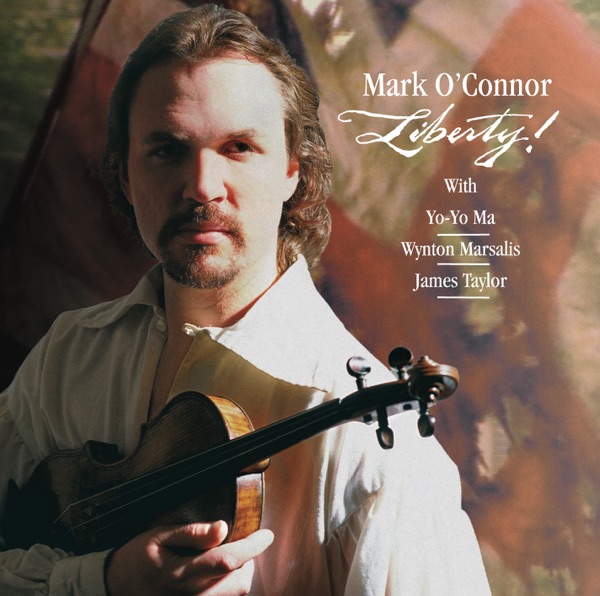 Mark O'Connor
Liberty!
With
Yo-Yo Ma
Wynton Marsalis
James Taylor